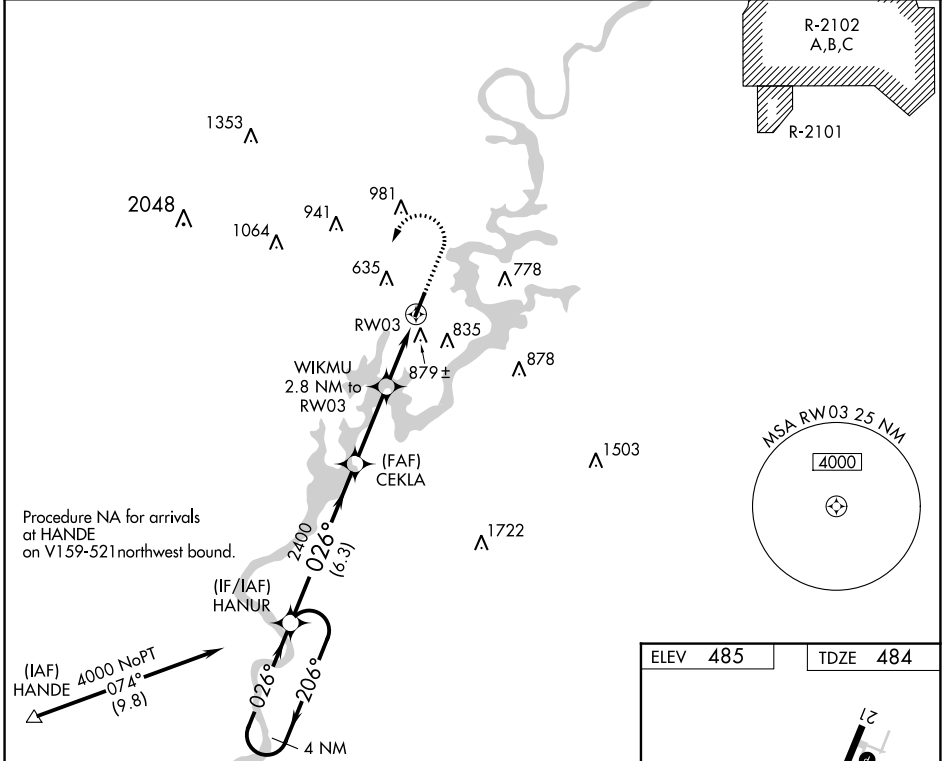 R-2102
A,B,C
R-2101
1353
2048
1064
941
981
635
778
RW03
835
879±
878
WIKMU
2.8 NM to
RW03
(FAF)
CEKLA
1503
1722
MSA RW03 25 NM
4000
Procedure NA for arrivals
at HANDE
on V159-521 northwest bound.
2400
026°
(6.3)
(IF/IAF)
HANUR
(IAF)
HANDE
4000 NoPT
074°
(9.8)
026°
206°
4 NM
ELEV 485
TDZE 484
21
P